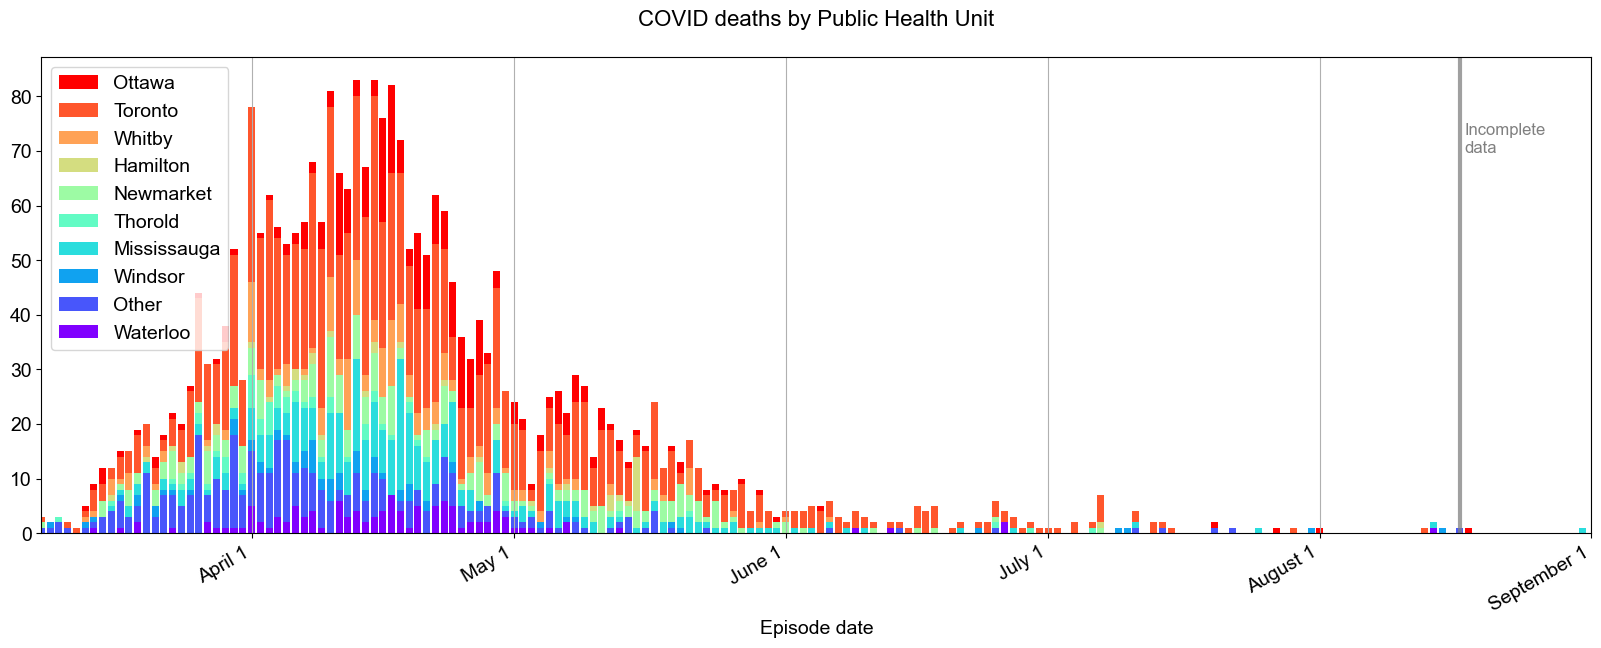 COVID deaths by Public Health Unit
Ottawa
Toronto
Whitby
Hamilton
Newmarket
Thorold
Mississauga
Windsor
Other
Waterloo
80
70
60
50
40
30
20
10
0
Incomplete
data
April 1
May 1
June 1
July 1
August 1
September 1
Episode date